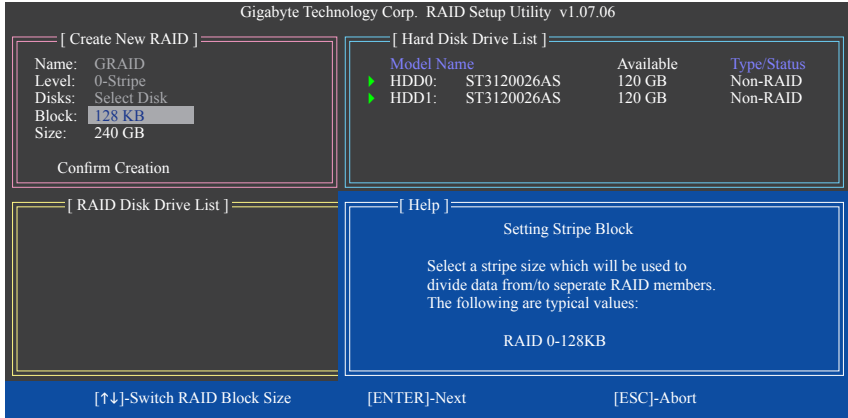 Gigabyte Technology Corp. RAID Setup Utility v1.07.06
[ Create New RAID ]
Name: GRAID
Level: 0-Stripe
Disks: Select Disk
Block: 128 KB
Size: 240 GB
Confirm Creation
[ Hard Disk Drive List ]
Model Name Available Type/Status
HDD0: ST3120026AS 120 GB Non-RAID
HDD1: ST3120026AS 120 GB Non-RAID
[ RAID Disk Drive List ]
[ Help ]
Setting Stripe Block
Select a stripe size which will be used to
divide data from/to seperate RAID members.
The following are typical values:
RAID 0-128KB
[↑↓]-Switch RAID Block Size [ENTER]-Next [ESC]-Abort